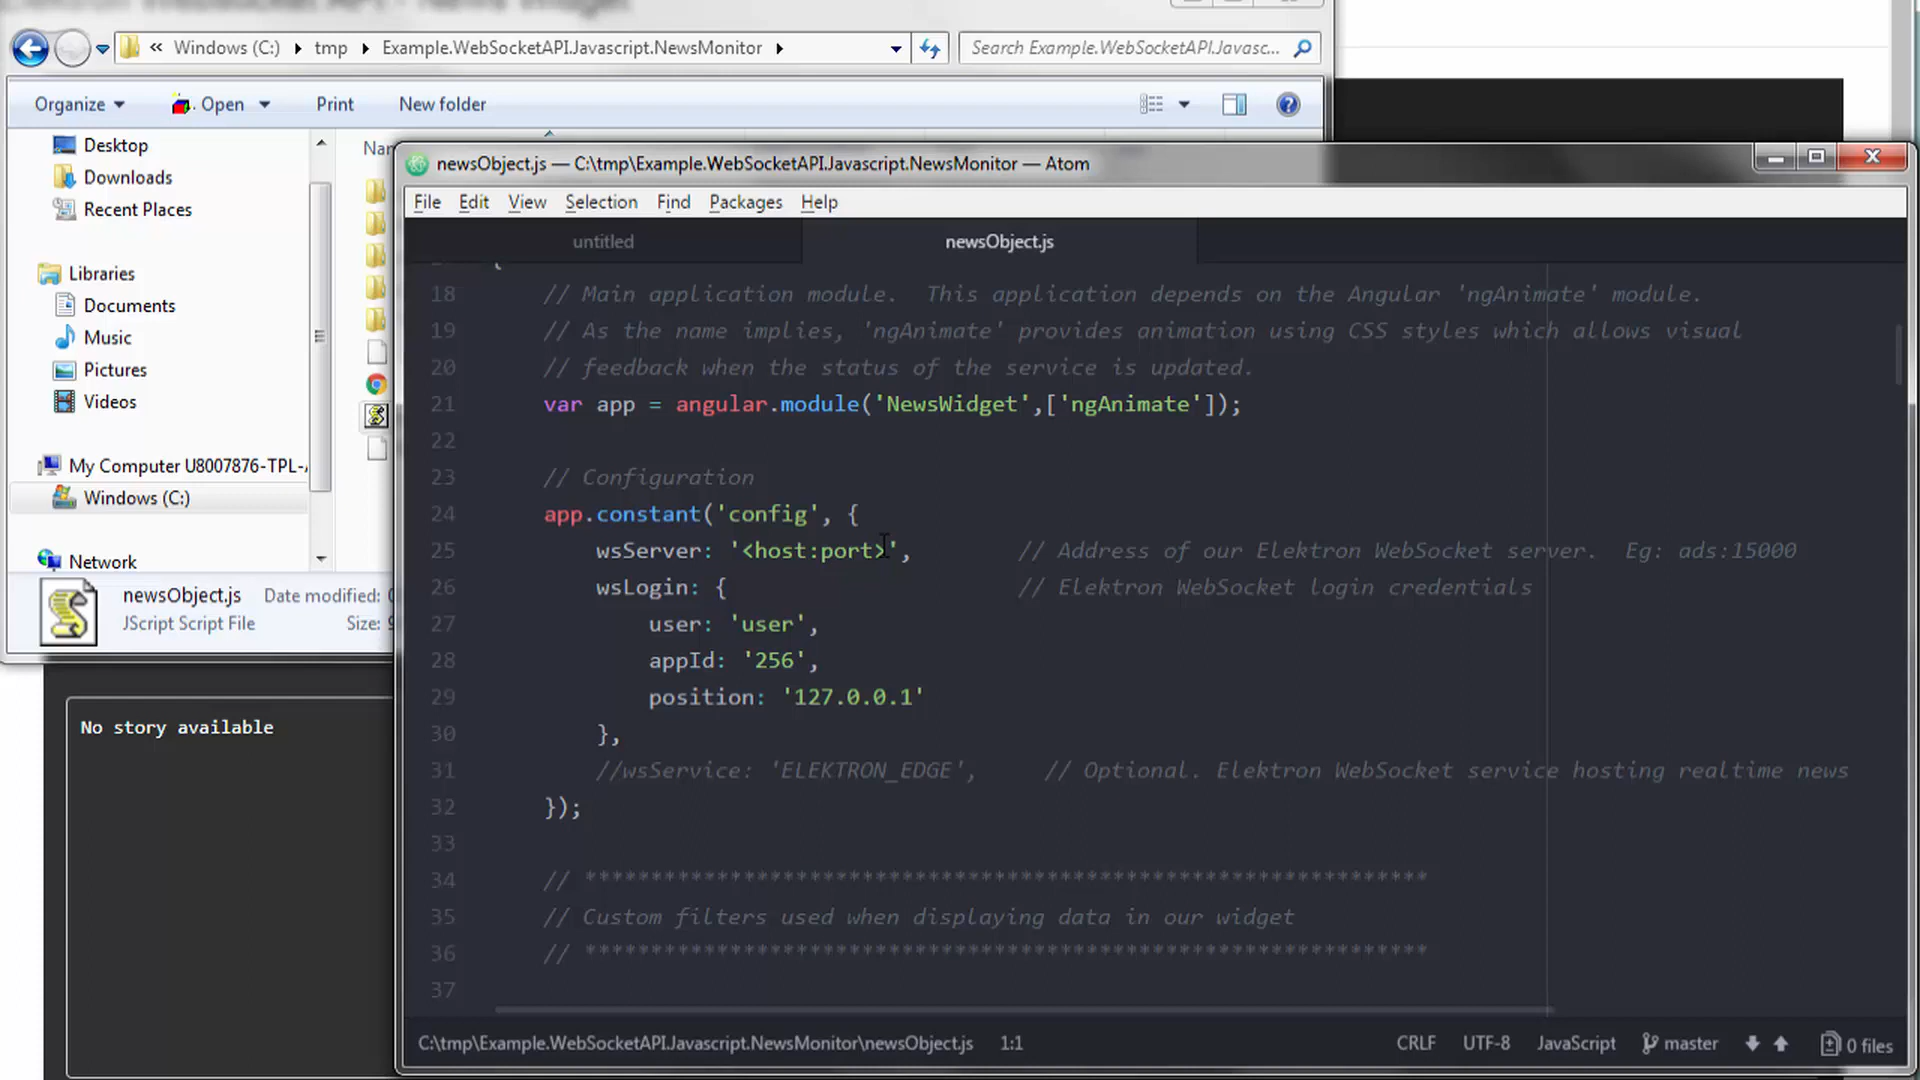 Elektron WebSocket API - News Widget
« Windows (C:) ▸ tmp ▸ Example.WebSocketAPI.Javascript.NewsMonitor ▸
Search Example.WebSocketAPI.Javasc...
Organize Open Print New folder
Desktop
Downloads
Recent Places
Libraries
Documents
Music
Pictures
Videos
My Computer U8007876-TPL-
Windows (C:)
Network
newsObject.js Date modified:
JScript Script File Size:
No story available
newsObject.js — C:\tmp\Example.WebSocketAPI.Javascript.NewsMonitor — Atom
File Edit View Selection Find Packages Help
untitled newsObject.js
18 // Main application module.  This application depends on the Angular 'ngAnimate' module.
19 // As the name implies, 'ngAnimate' provides animation using CSS styles which allows visual
20 // feedback when the status of the service is updated.
21 var app = angular.module('NewsWidget',['ngAnimate']);
22
23 // Configuration
24 app.constant('config', {
25 wsServer: '<host:port>', // Address of our Elektron WebSocket server.  Eg: ads:15000
26 wsLogin: { // Elektron WebSocket login credentials
27 user: 'user',
28 appId: '256',
29 position: '127.0.0.1'
30 },
31 //wsService: 'ELEKTRON_EDGE', // Optional. Elektron WebSocket service hosting realtime news
32 });
33
34 // ****************************************************************
35 // Custom filters used when displaying data in our widget
36 // ****************************************************************
37
C:\tmp\Example.WebSocketAPI.Javascript.NewsMonitor\newsObject.js 1:1 CRLF UTF-8 JavaScript master 0 files